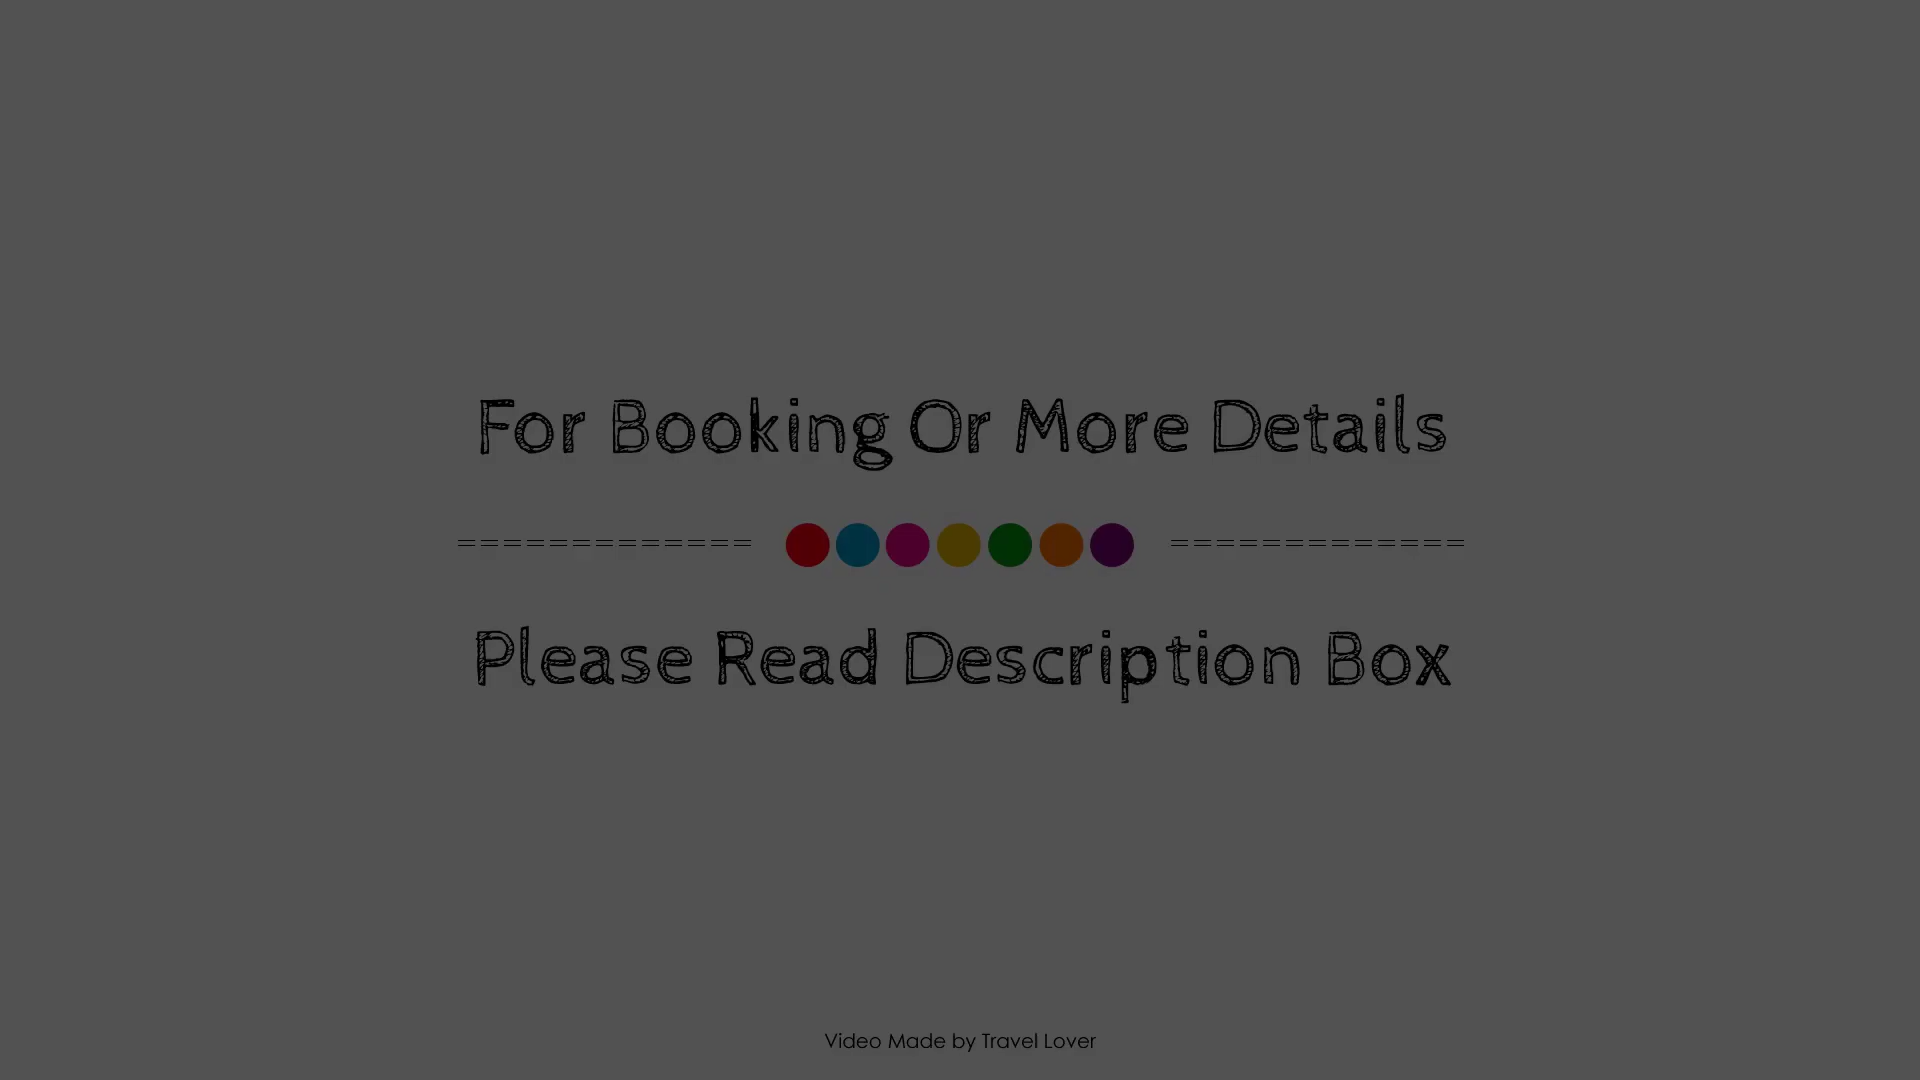 For Booking Or More Details
============= =============
Please Read Description Box
Video Made by Travel Lover